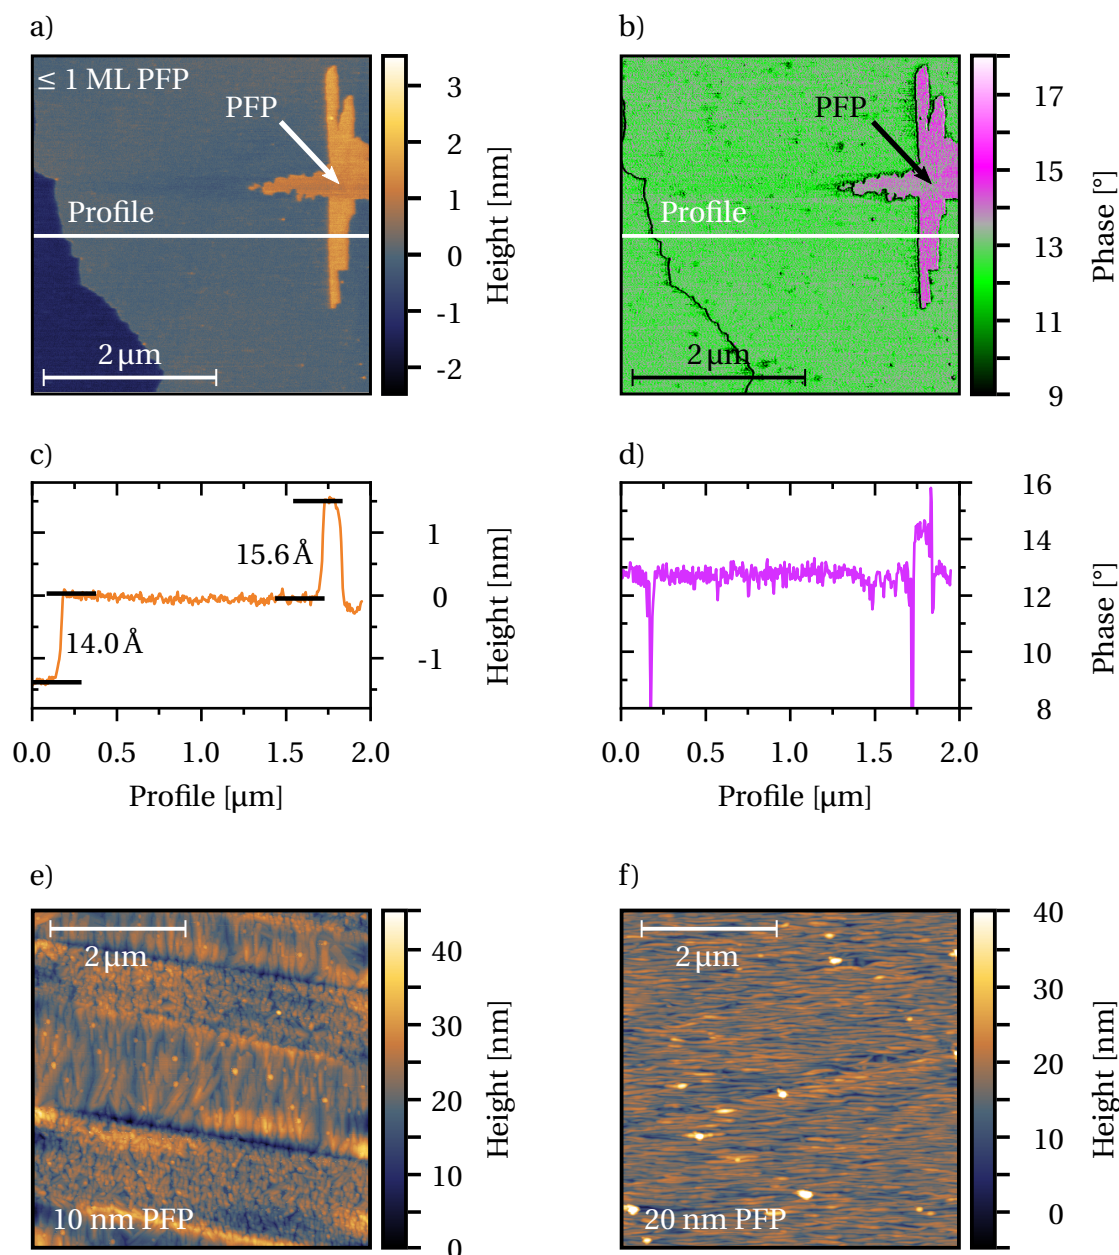 a)
≤ 1 ML PFP
PFP
Profile
2 µm
3
2
1
0
-1
-2
Height [nm]
b)
PFP
Profile
2 µm
17
15
13
11
9
Phase [°]
c)
15.6 Å
14.0 Å
1
0
-1
Height [nm]
0.0 0.5 1.0 1.5 2.0
Profile [µm]
d)
16
14
12
10
8
Phase [°]
0.0 0.5 1.0 1.5 2.0
Profile [µm]
e)
2 µm
10 nm PFP
40
30
20
10
0
Height [nm]
f)
2 µm
20 nm PFP
40
30
20
10
0
Height [nm]